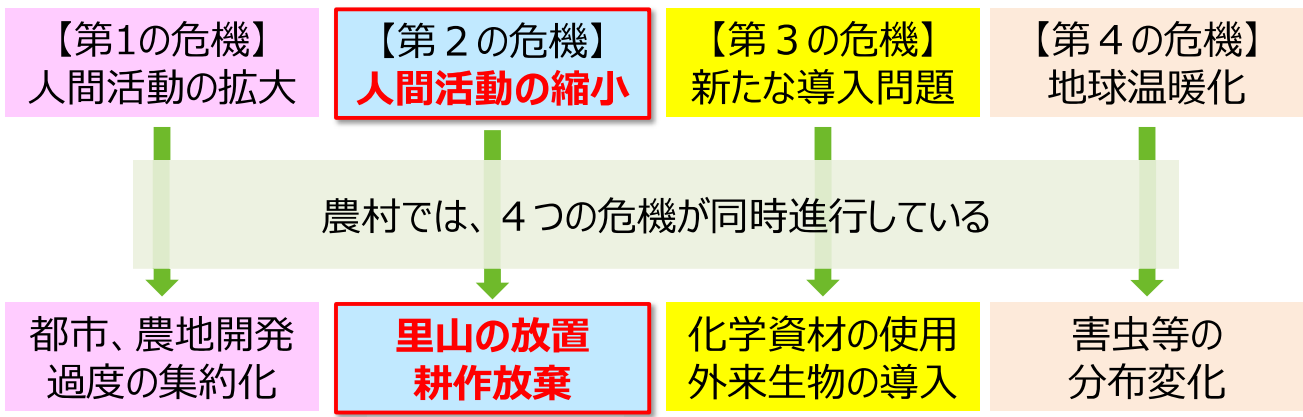 【第1の危機】
人間活動の拡大
【第２の危機】
人間活動の縮小
【第３の危機】
新たな導入問題
【第４の危機】
地球温暖化
農村では、４つの危機が同時進行している
都市、農地開発
過度の集約化
里山の放置
耕作放棄
化学資材の使用
外来生物の導入
害虫等の
分布変化